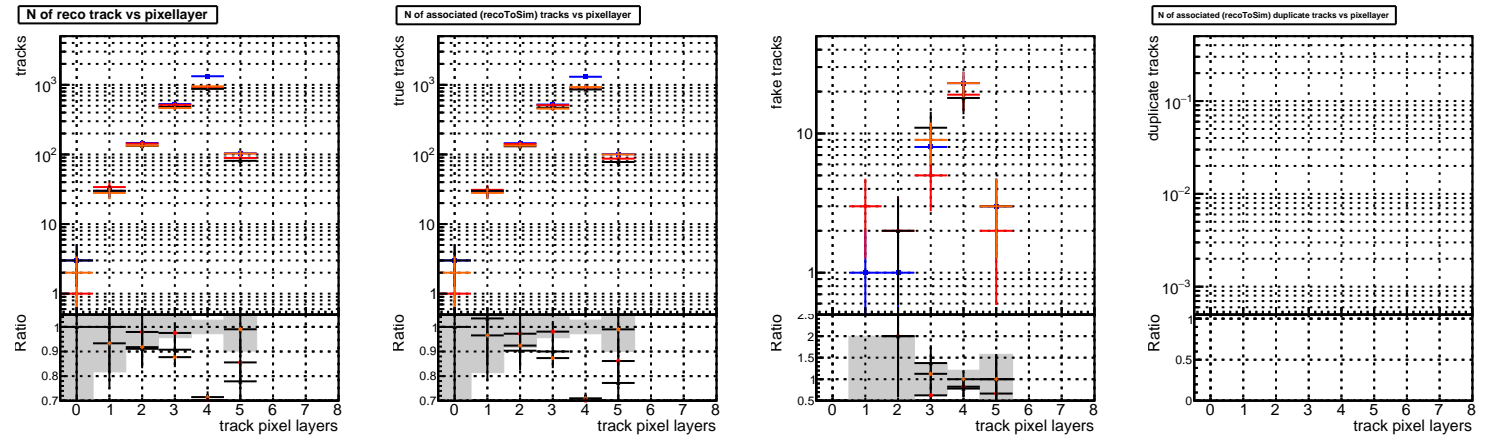 N of reco track vs pixellayer
tracks
10³
10²
10
1
Ratio
1
0.9
0.8
0.7
0 1 2 3 4 5 6 7 8
track pixel layers
N of associated (recoToSim) tracks vs pixellayer
true tracks
10³
10²
10
1
Ratio
1
0.9
0.8
0.7
0 1 2 3 4 5 6 7 8
track pixel layers
fake tracks
10
1
Ratio
2.5
2
1.5
1
0.5
0 1 2 3 4 5 6 7 8
track pixel layers
N of associated (recoToSim) duplicate tracks vs pixellayer
duplicate tracks
10⁻¹
10⁻²
10⁻³
Ratio
1
0.5
0
0 1 2 3 4 5 6 7 8
track pixel layers